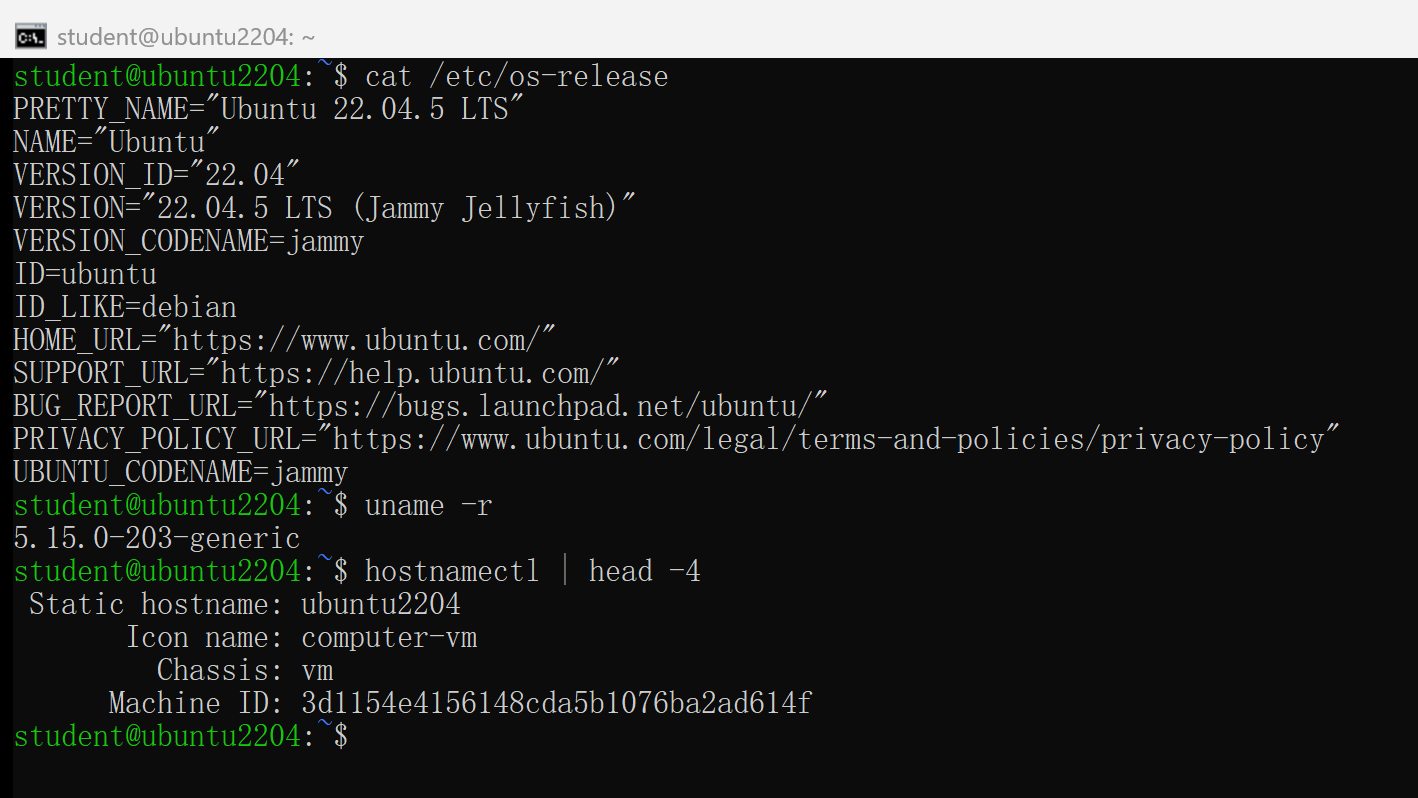 student@ubuntu2204: ~
student@ubuntu2204:~$ cat /etc/os-release
PRETTY_NAME="Ubuntu 22.04.5 LTS"
NAME="Ubuntu"
VERSION_ID="22.04"
VERSION="22.04.5 LTS (Jammy Jellyfish)"
VERSION_CODENAME=jammy
ID=ubuntu
ID_LIKE=debian
HOME_URL="https://www.ubuntu.com/"
SUPPORT_URL="https://help.ubuntu.com/"
BUG_REPORT_URL="https://bugs.launchpad.net/ubuntu/"
PRIVACY_POLICY_URL="https://www.ubuntu.com/legal/terms-and-policies/privacy-policy"
UBUNTU_CODENAME=jammy
student@ubuntu2204:~$ uname -r
5.15.0-203-generic
student@ubuntu2204:~$ hostnamectl | head -4
 Static hostname: ubuntu2204
       Icon name: computer-vm
         Chassis: vm
      Machine ID: 3d1154e4156148cda5b1076ba2ad614f
student@ubuntu2204:~$